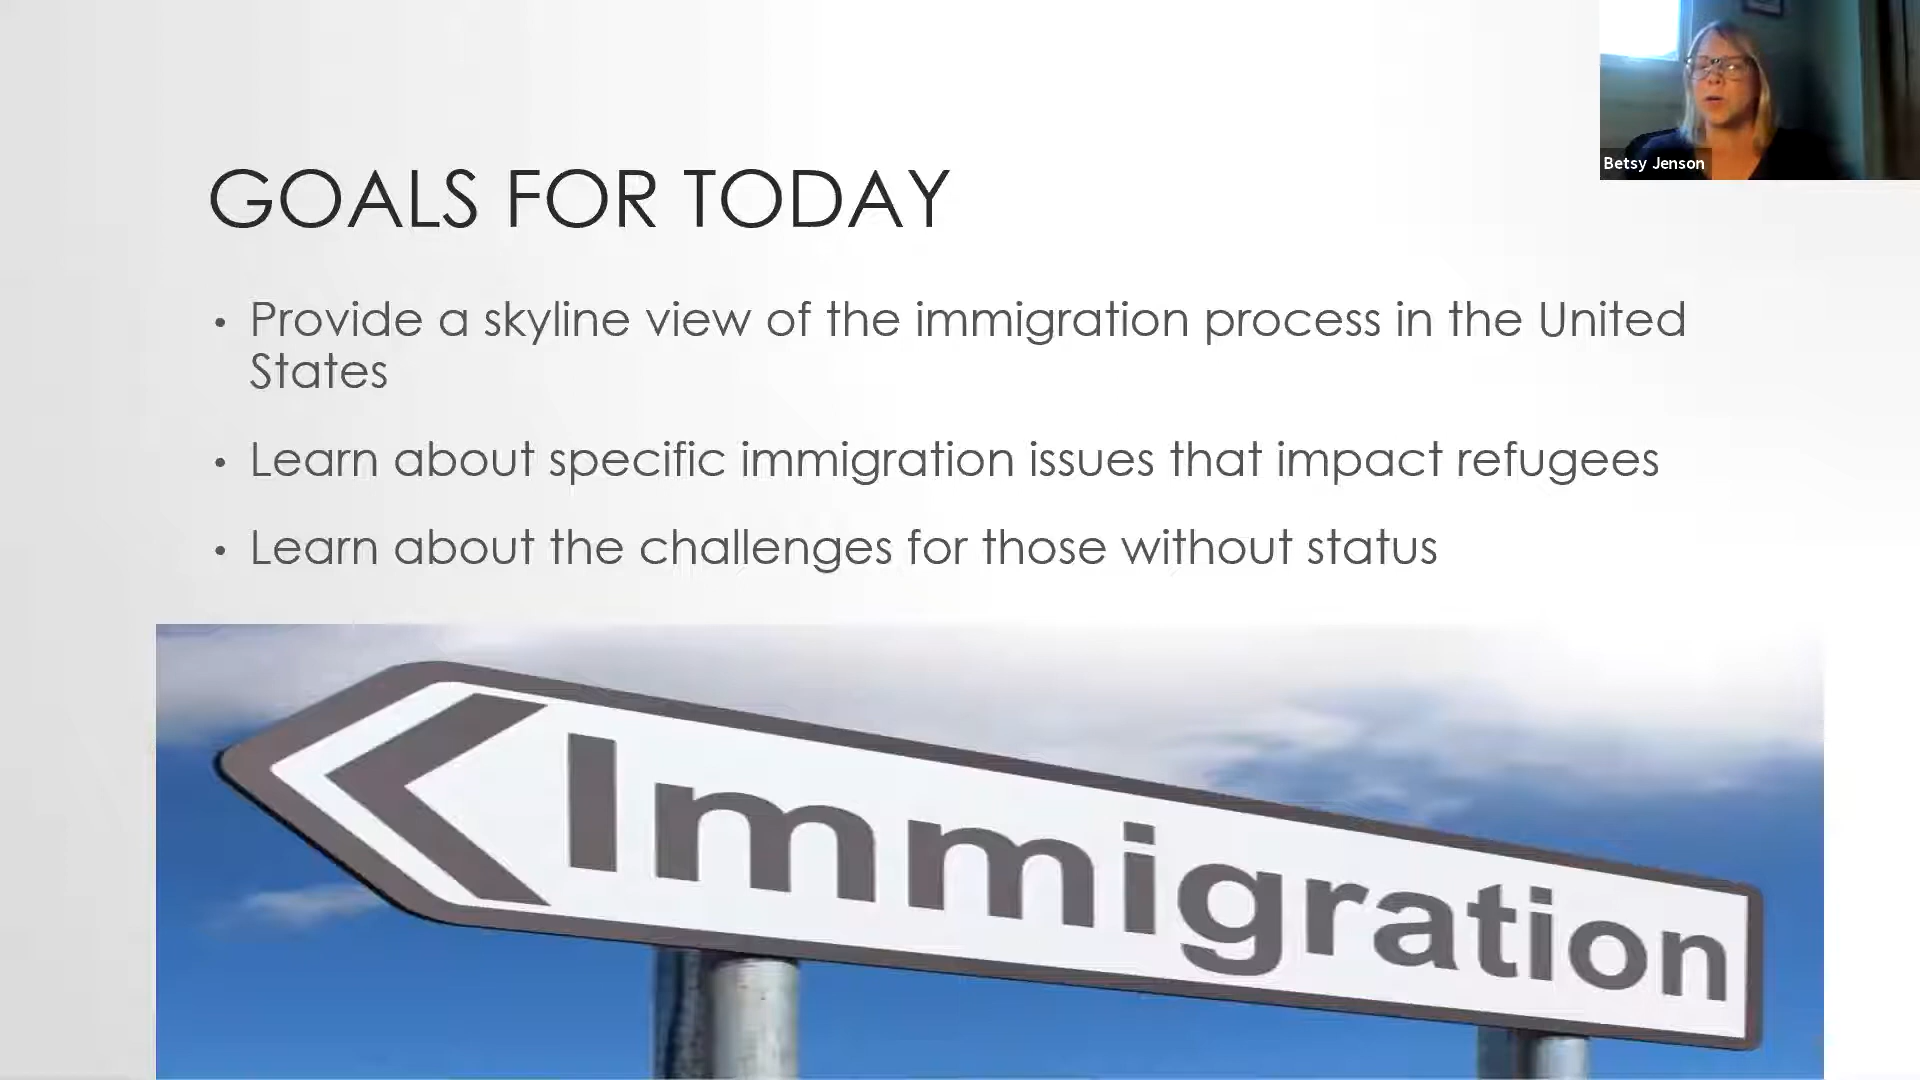 Betsy Jenson
GOALS FOR TODAY
• Provide a skyline view of the immigration process in the United
States
• Learn about specific immigration issues that impact refugees
• Learn about the challenges for those without status
Immigration